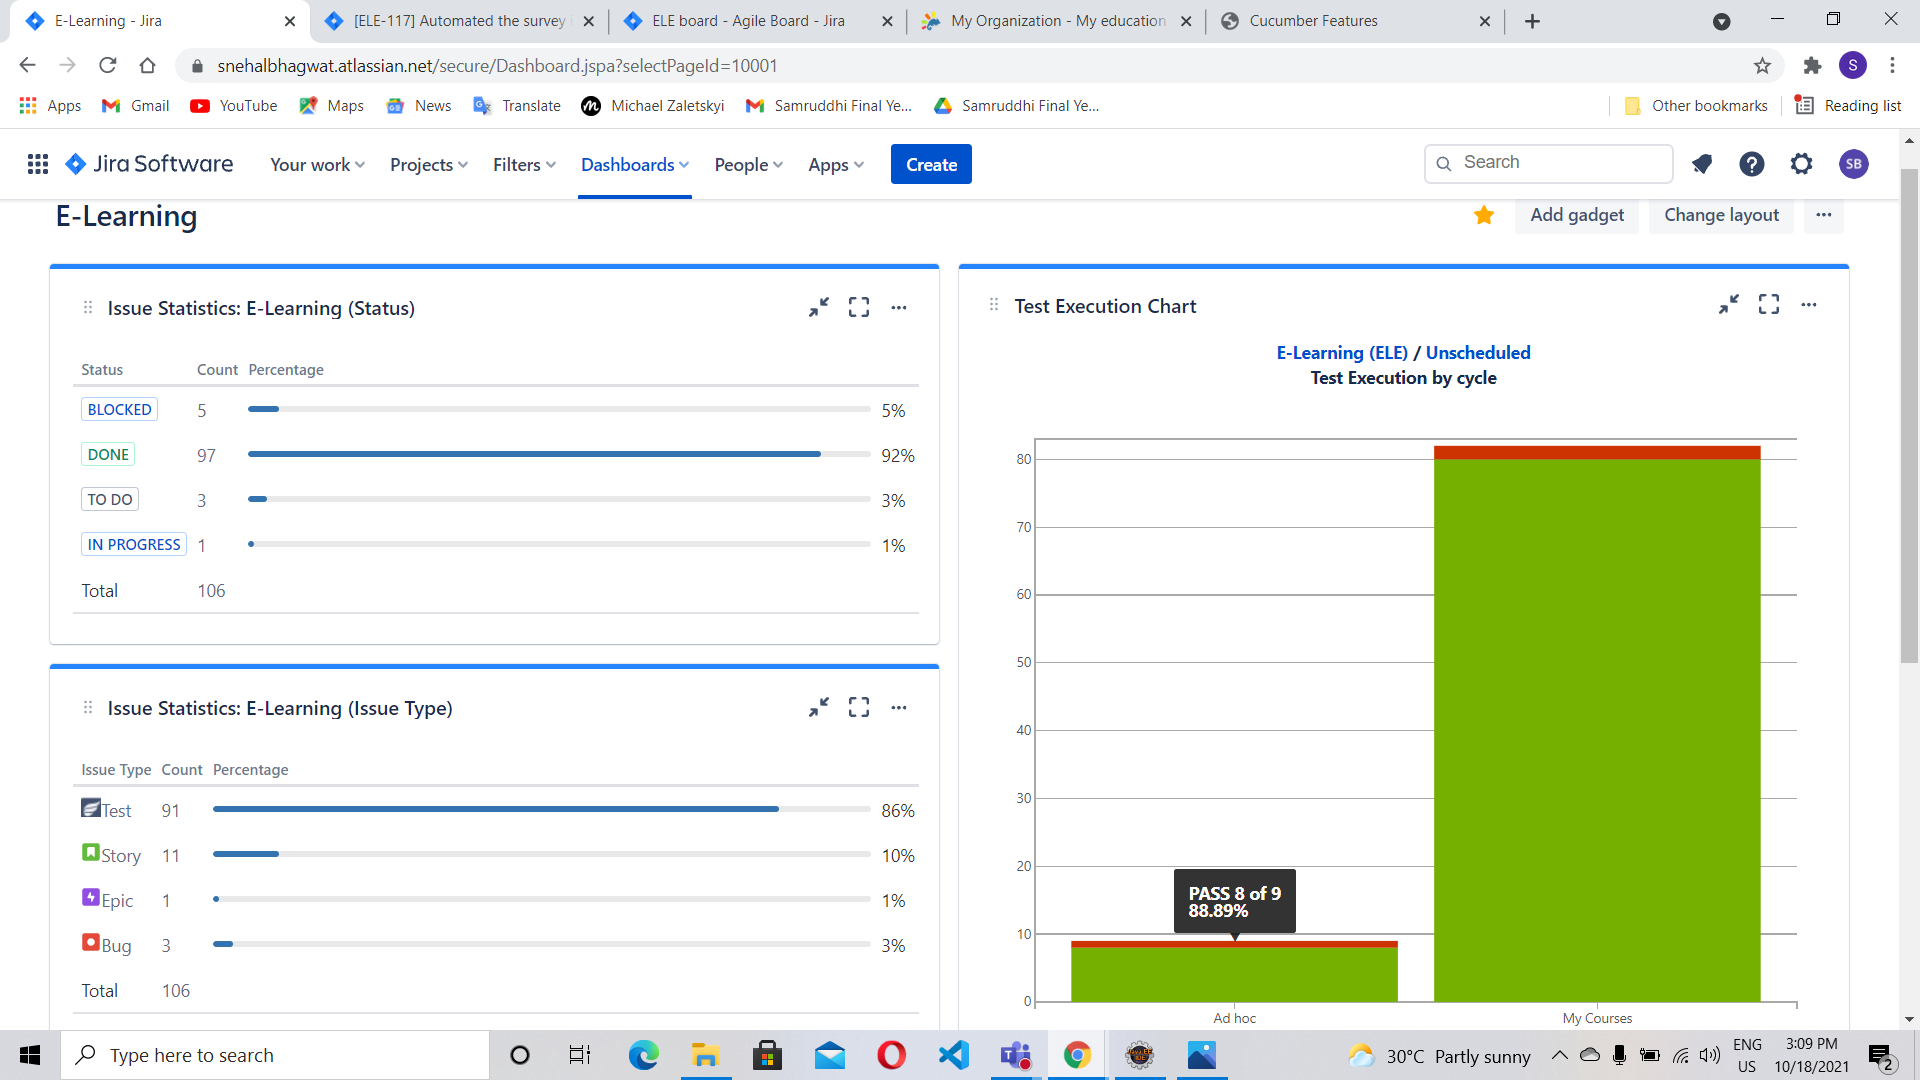 E-Learning - Jira
[ELE-117] Automated the survey i
ELE board - Agile Board - Jira
My Organization - My education
Cucumber Features
snehalbhagwat.atlassian.net/secure/Dashboard.jspa?selectPageId=10001
S
Apps
Gmail
YouTube
Maps
News
Translate
Michael Zaletskyi
Samruddhi Final Ye...
Samruddhi Final Ye...
Other bookmarks
Reading list
Jira Software
Your work
Projects
Filters
Dashboards
People
Apps
Create
Search
SB
E-Learning
Add gadget
Change layout
Issue Statistics: E-Learning (Status)
Status Count Percentage
BLOCKED 5 5%
DONE 97 92%
TO DO 3 3%
IN PROGRESS 1 1%
Total 106
Issue Statistics: E-Learning (Issue Type)
Issue Type Count Percentage
Test 91 86%
Story 11 10%
Epic 1 1%
Bug 3 3%
Total 106
Test Execution Chart
E-Learning (ELE) / Unscheduled
Test Execution by cycle
80
70
60
50
40
30
20
10
0
PASS 8 of 9
88.89%
Ad hoc
My Courses
Type here to search
30°C Partly sunny
ENG
US
3:09 PM
10/18/2021
2